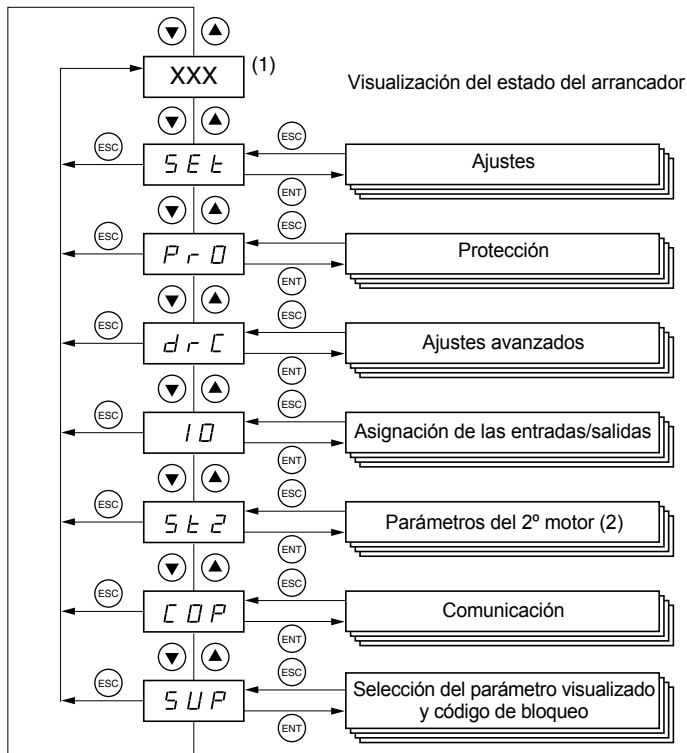 XXX (1)
Visualización del estado del arrancador
ESC
SEt
ESC
ENT
Ajustes
ESC
PrO
ESC
ENT
Protección
ESC
drC
ESC
ENT
Ajustes avanzados
ESC
IO
ESC
ENT
Asignación de las entradas/salidas
ESC
St2
ESC
ENT
Parámetros del 2º motor (2)
ESC
COP
ESC
ENT
Comunicación
ESC
SUP
ESC
ENT
Selección del parámetro visualizado
y código de bloqueo